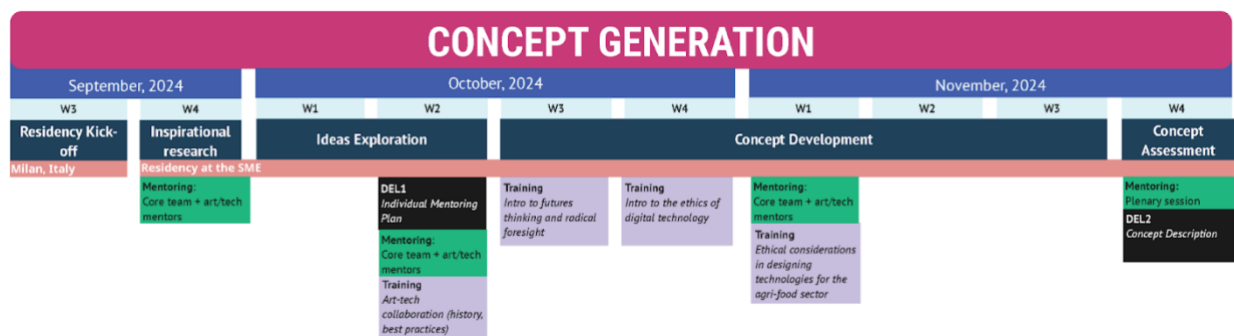 CONCEPT GENERATION
September, 2024
October, 2024
November, 2024
W3
W4
W1
W2
W3
W4
W1
W2
W3
W4
Residency Kick-
off
Inspirational
research
Ideas Exploration
Concept Development
Concept
Assessment
Milan, Italy
Residency at the SME
Mentoring:
Core team + art/tech
mentors
DEL1
Individual Mentoring
Plan
Mentoring:
Core team + art/tech
mentors
Training
Art-tech
collaboration (history,
best practices)
Training
Intro to futures
thinking and radical
foresight
Training
Intro to the ethics of
digital technology
Mentoring:
Core team + art/tech
mentors
Training
Ethical considerations
in designing
technologies for the
agri-food sector
Mentoring:
Plenary session
DEL2
Concept Description